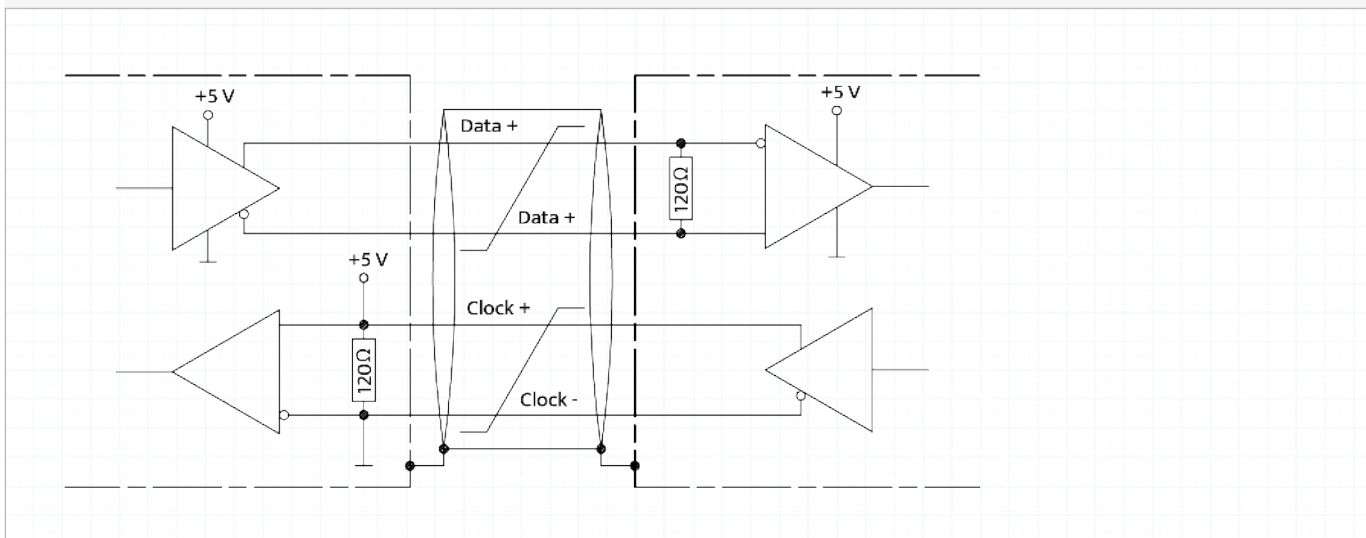 +5 V
+5 V
Data +
120Ω
Data +
+5 V
Clock +
120Ω
Clock -